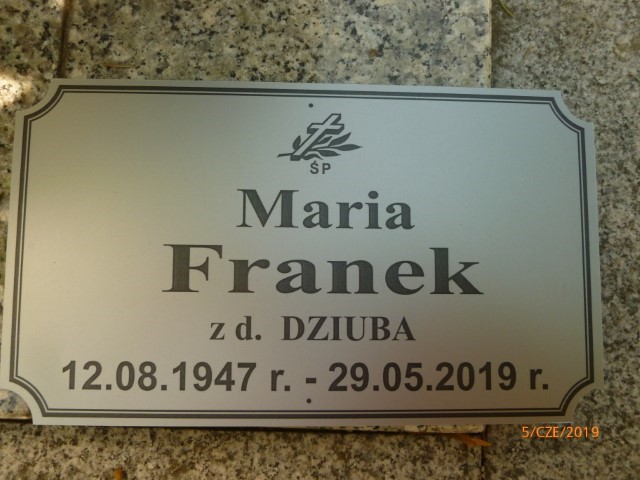 ŚP
Maria
Franek
z d. DZIUBA
12.08.1947 r. - 29.05.2019 r.
5/CZE/2019